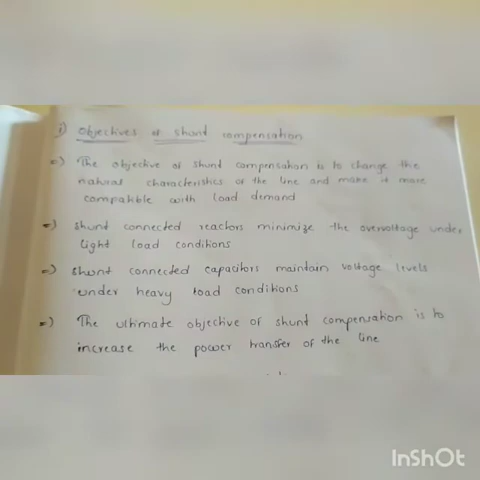 i) Objectives of shunt compensation
=) The objective of shunt compensation is to change the
natural characteristics of the line and make it more
compatible with load demand
=) shunt connected reactors minimize the overvoltage under
light load conditions
=) shunt connected capacitors maintain voltage levels
under heavy load conditions
=) The ultimate objective of shunt compensation is to
increase the power transfer of the line
InShOt